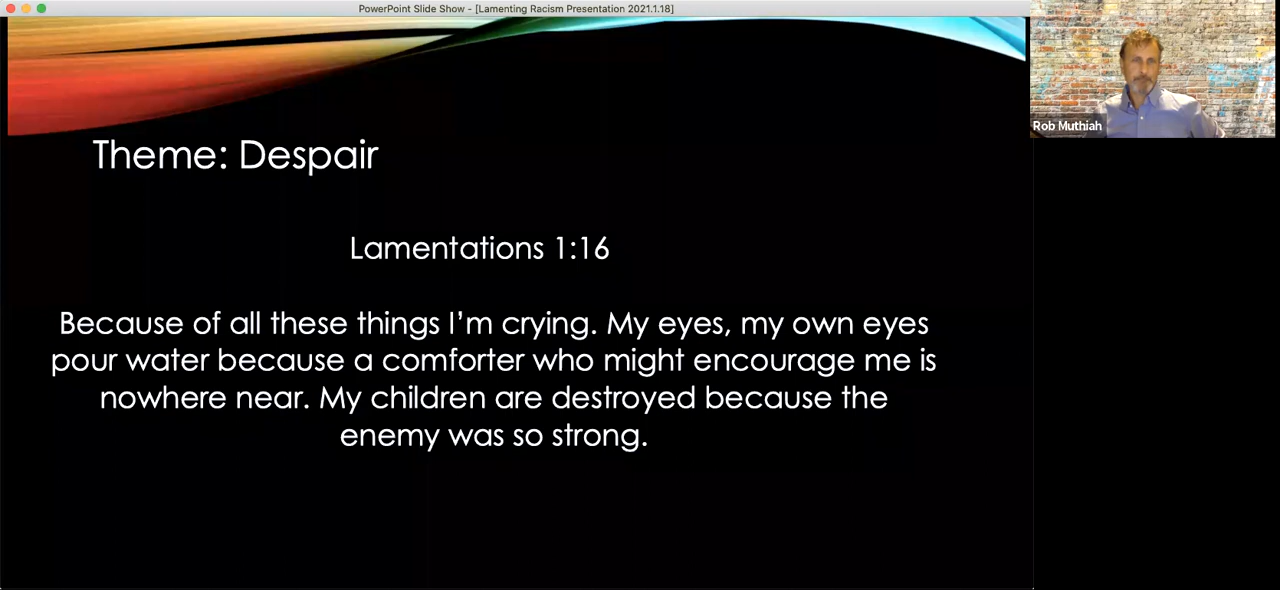 PowerPoint Slide Show - [Lamenting Racism Presentation 2021.1.18]
Theme: Despair
Lamentations 1:16
Because of all these things I'm crying. My eyes, my own eyes
pour water because a comforter who might encourage me is
nowhere near. My children are destroyed because the
enemy was so strong.
Rob Muthiah